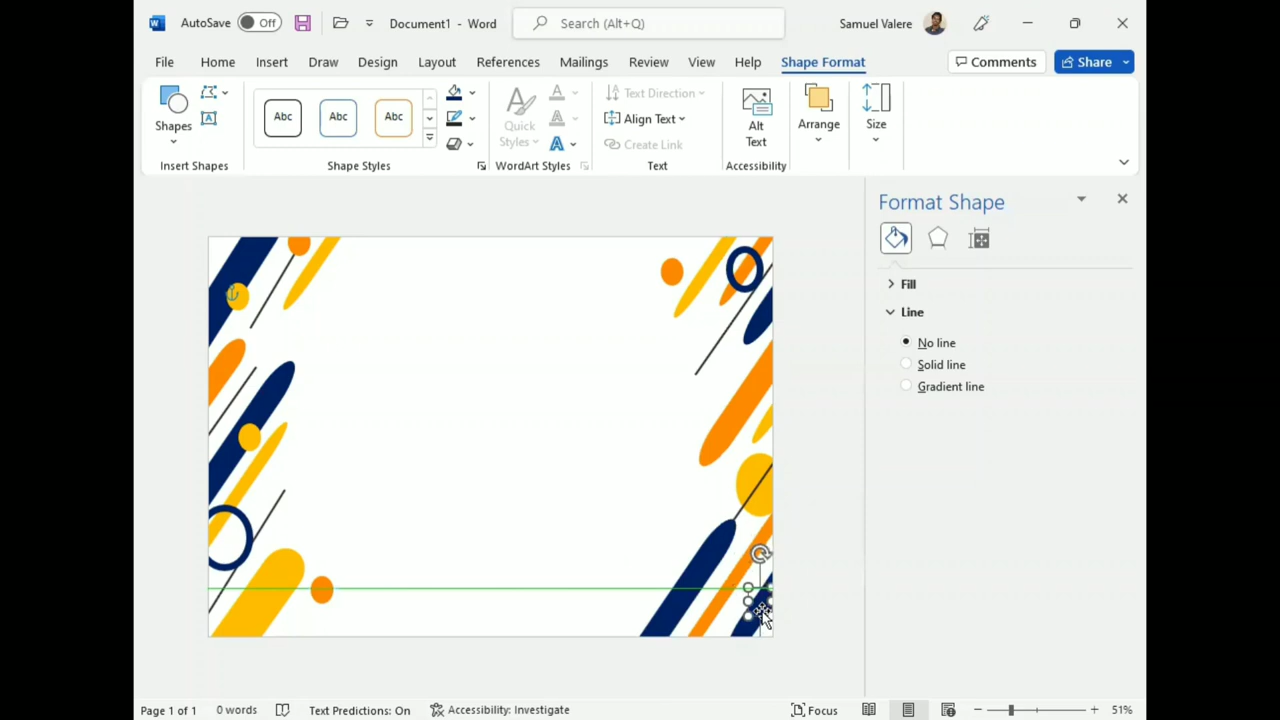 AutoSave Off Document1 - Word Search (Alt+Q) Samuel Valere
File Home Insert Draw Design Layout References Mailings Review View Help Shape Format Comments Share
Shapes Abc Abc Abc Quick Styles Text Direction Align Text Create Link Alt Text Arrange Size
Insert Shapes Shape Styles WordArt Styles Text Accessibility
Format Shape
Fill
Line
No line
Solid line
Gradient line
Page 1 of 1 0 words Text Predictions: On Accessibility: Investigate Focus 51%